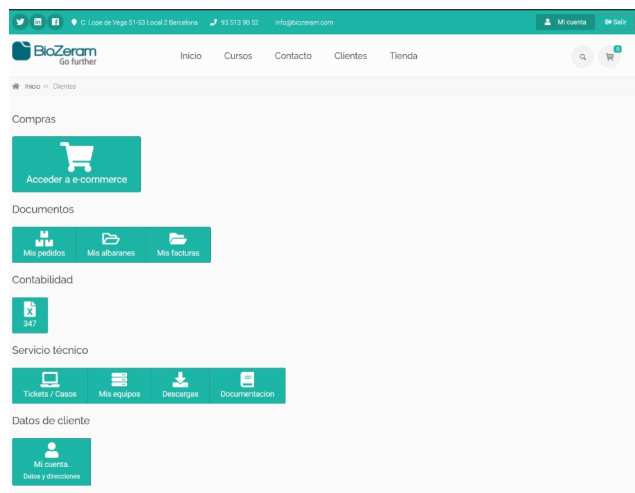 C. Lope de Vega 51-53 Local 2 Barcelona 93 513 90 52 info@biozeram.com Mi cuenta Salir
BioZeram
Go further
Inicio Cursos Contacto Clientes Tienda
0
Inicio » Clientes
Compras
Acceder a e-commerce
Documentos
Mis pedidos Mis albaranes Mis facturas
Contabilidad
347
Servicio técnico
Tickets / Casos Mis equipos Descargas Documentacion
Datos de cliente
Mi cuenta.
Datos y direcciones